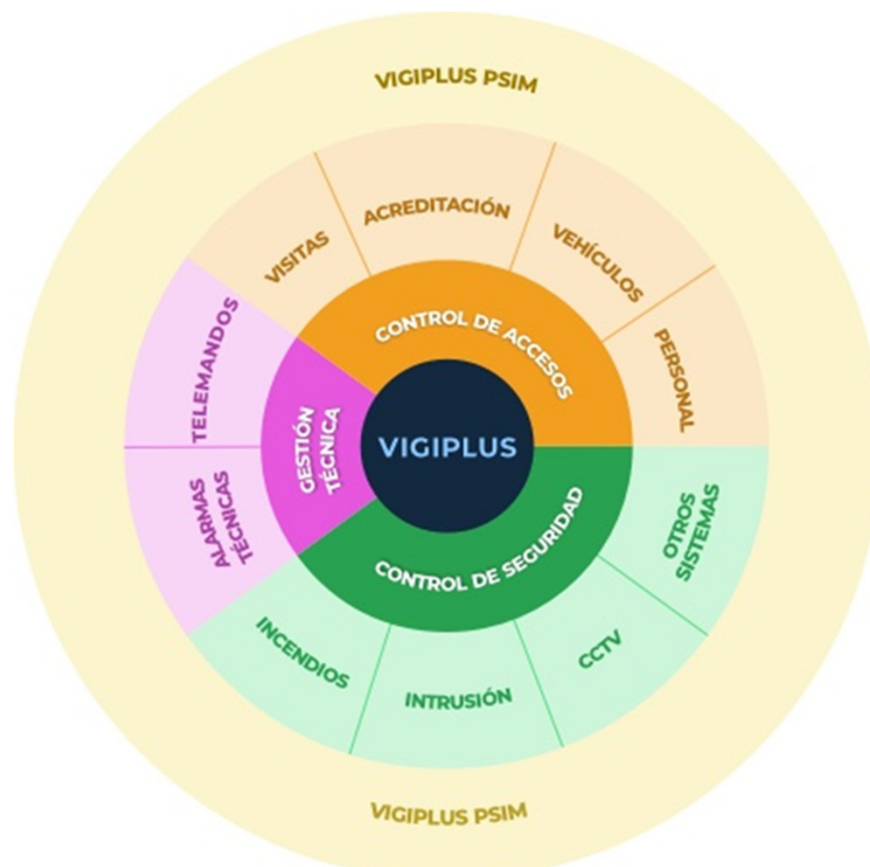 VIGIPLUS PSIM
VISITAS
ACREDITACIÓN
VEHÍCULOS
PERSONAL
CONTROL DE ACCESOS
TELEMANDOS
GESTIÓN
TÉCNICA
VIGIPLUS
ALARMAS
TÉCNICAS
CONTROL DE SEGURIDAD
OTROS
SISTEMAS
INCENDIOS
INTRUSIÓN
CCTV
VIGIPLUS PSIM